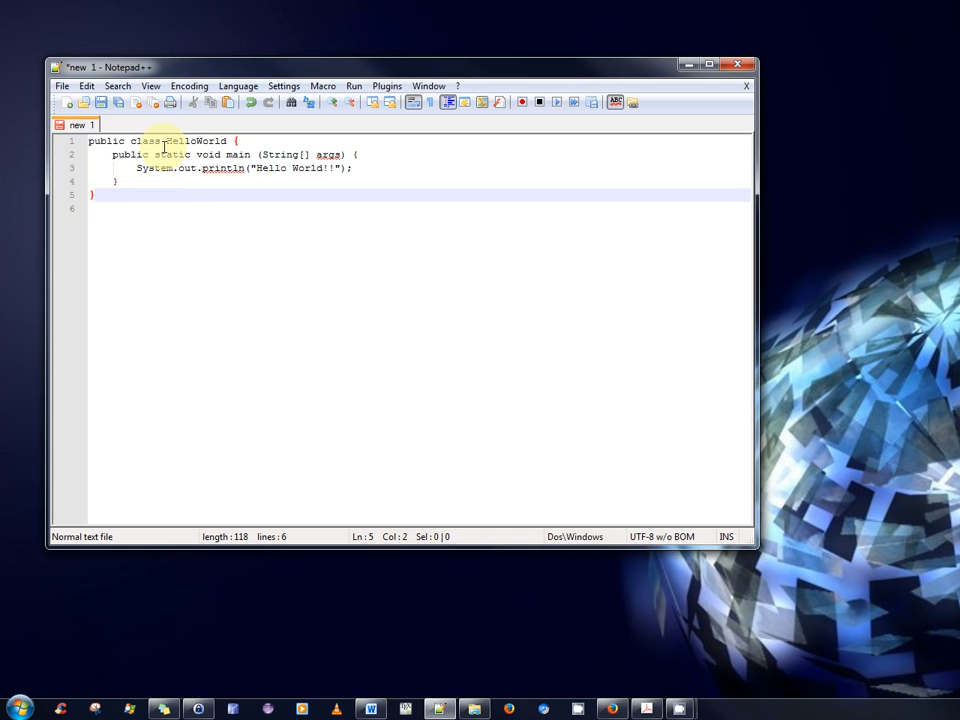 *new 1 - Notepad++
File Edit Search View Encoding Language Settings Macro Run Plugins Window ? X
ABC
new 1
1 public class HelloWorld {
2 public static void main (String[] args) {
3 System.out.println("Hello World!!");
4 }
5 }
6
Normal text file length : 118 lines : 6 Ln : 5 Col : 2 Sel : 0 | 0 Dos\Windows UTF-8 w/o BOM INS